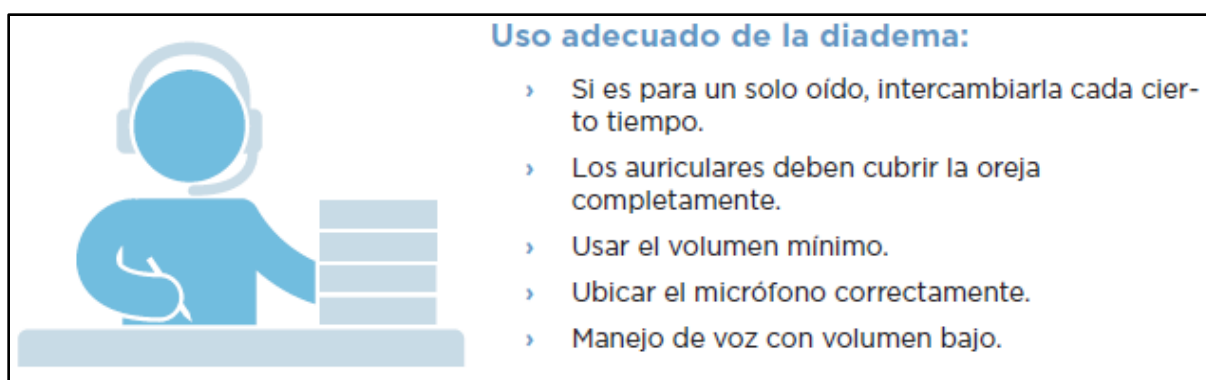 Uso adecuado de la diadema:
› Si es para un solo oído, intercambiarla cada cier-
to tiempo.
› Los auriculares deben cubrir la oreja
completamente.
› Usar el volumen mínimo.
› Ubicar el micrófono correctamente.
› Manejo de voz con volumen bajo.